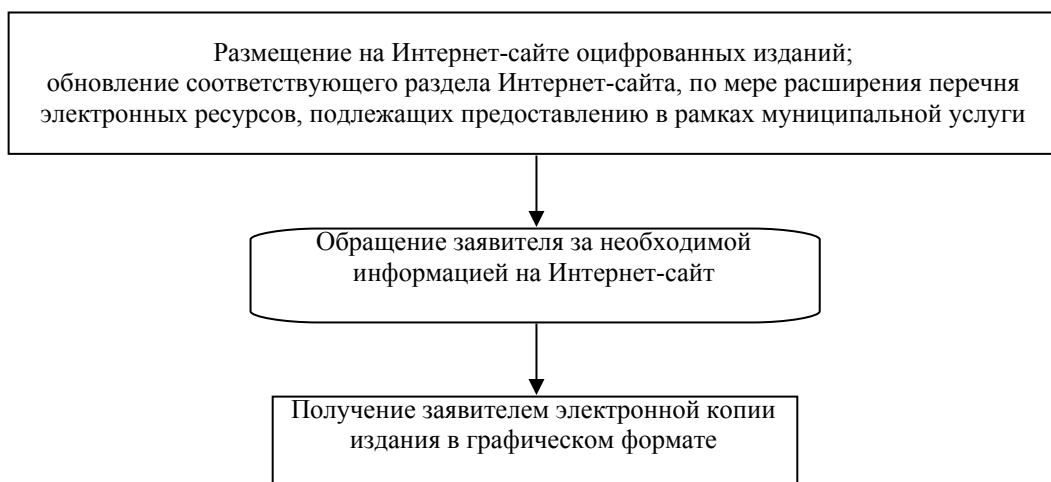 Размещение на Интернет-сайте оцифрованных изданий;
обновление соответствующего раздела Интернет-сайта, по мере расширения перечня
электронных ресурсов, подлежащих предоставлению в рамках муниципальной услуги
Обращение заявителя за необходимой
информацией на Интернет-сайт
Получение заявителем электронной копии
издания в графическом формате